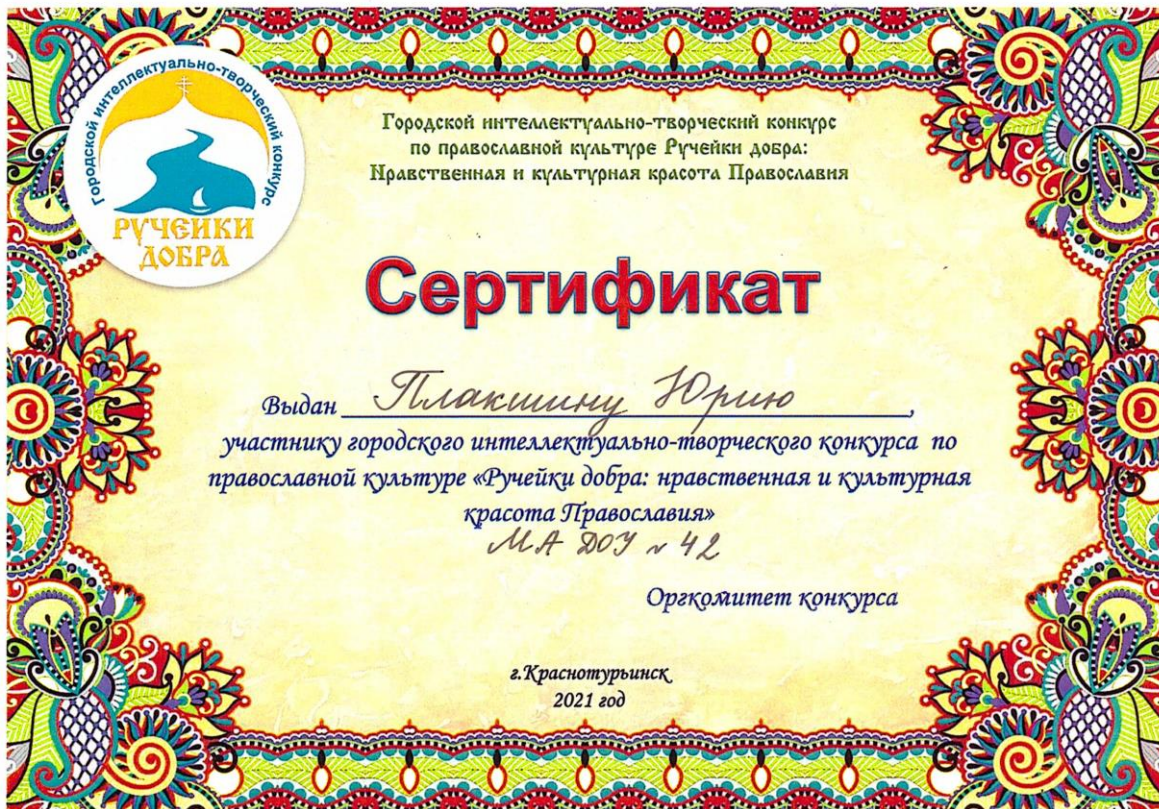 Городской интеллектуально-творческий конкурс
РУЧЕЙКИ
ДОБРА
Городской интеллектуально-творческий конкурс
по православной культуре Ручейки добра:
Нравственная и культурная красота Православия
Сертификат
Выдан Плакшину Юрию,
участнику городского интеллектуально-творческого конкурса по
православной культуре «Ручейки добра: нравственная и культурная
красота Православия»
МА ДОУ № 42
Оргкомитет конкурса
г.Краснотурьинск
2021 год